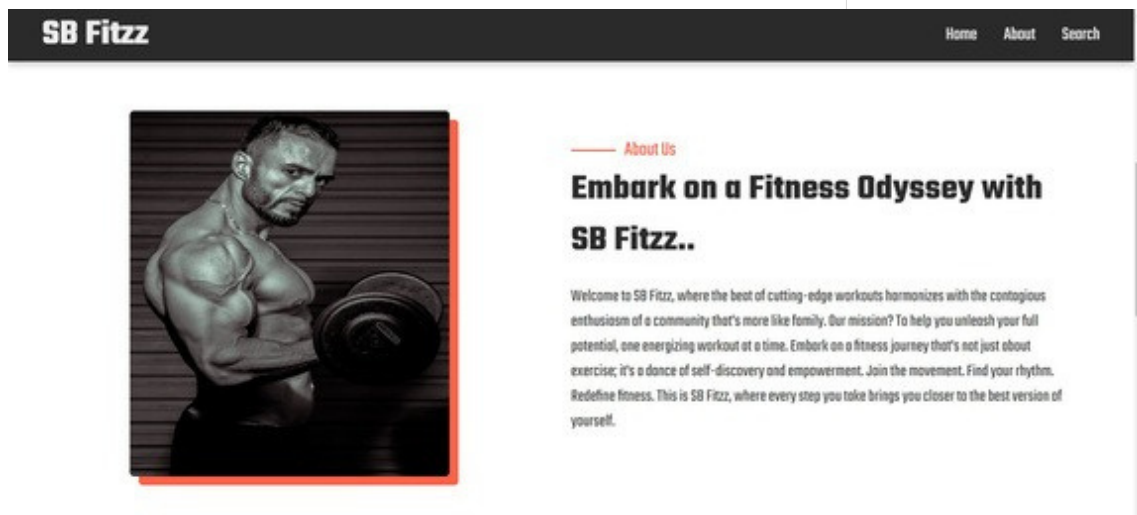 SB Fitzz
Home About Search
About Us
Embark on a Fitness Odyssey with
SB Fitzz..
Welcome to SB Fitzz, where the beat of cutting-edge workouts harmonizes with the contagious
enthusiasm of a community that's more like family. Our mission? To help you unleash your full
potential, one energizing workout at a time. Embark on a fitness journey that's not just about
exercise; it's a dance of self-discovery and empowerment. Join the movement. Find your rhythm.
Redefine fitness. This is SB Fitzz, where every step you take brings you closer to the best version of
yourself.